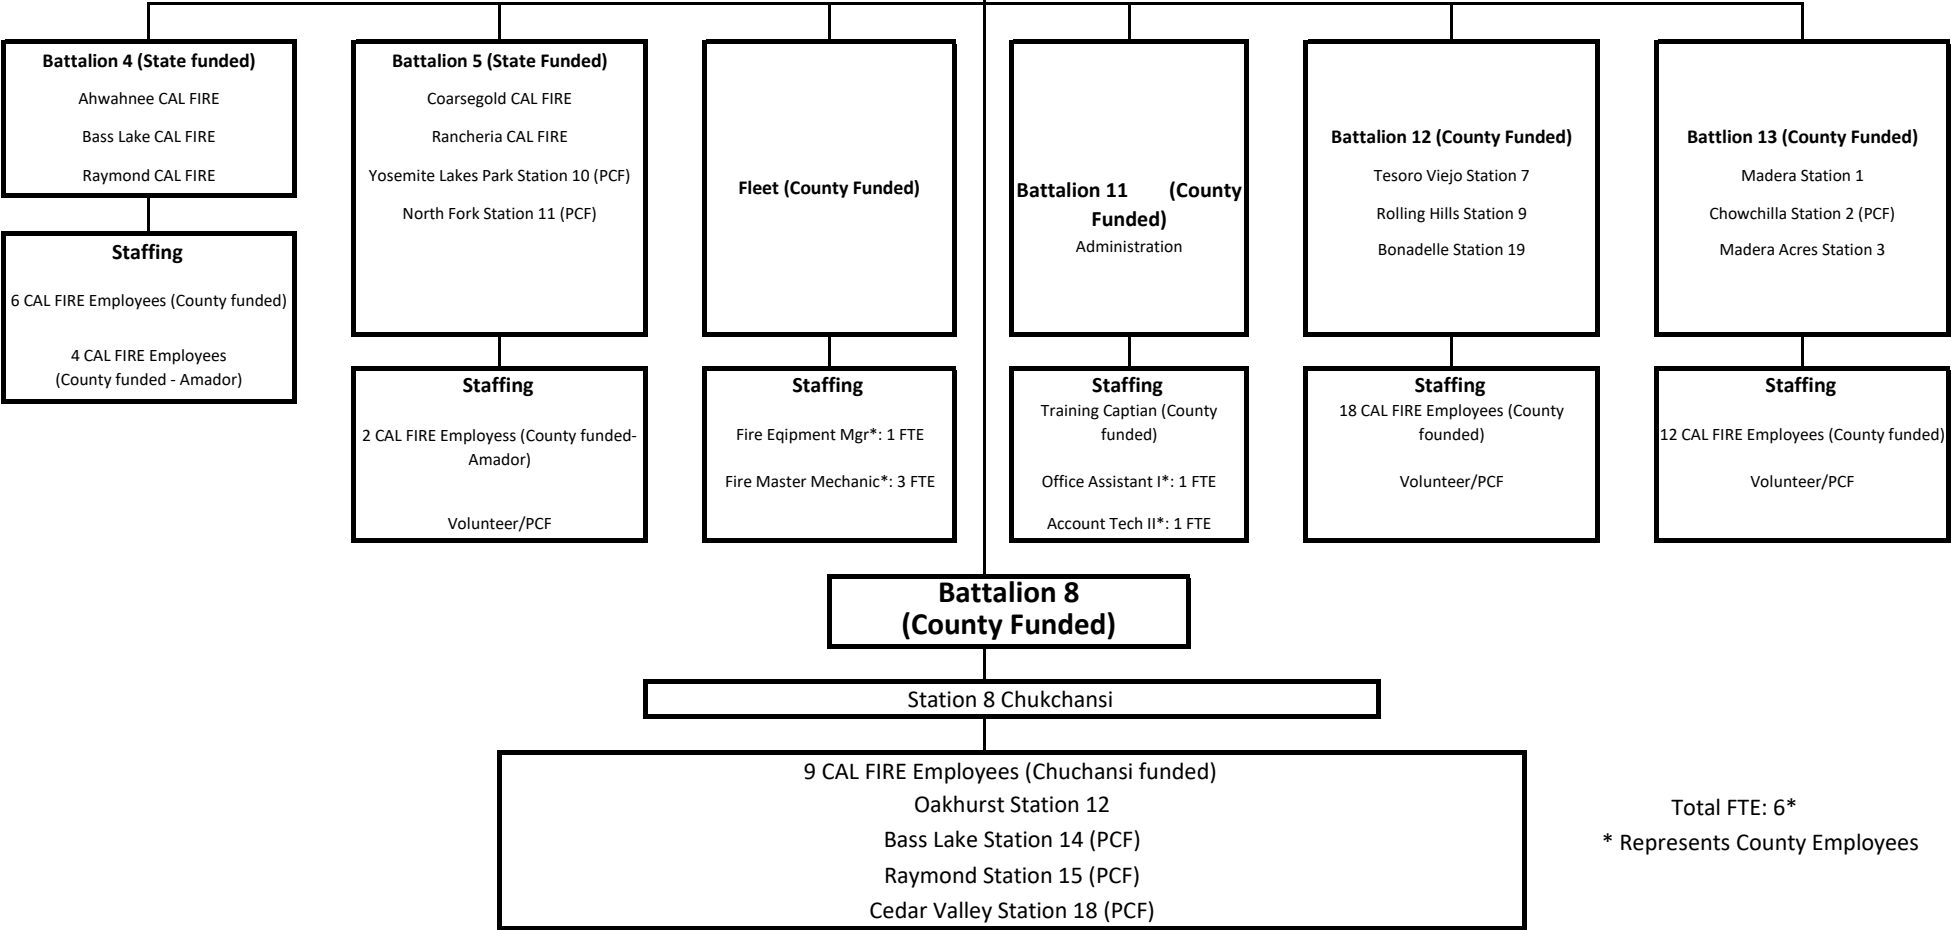 Battalion 4 (State funded)
Ahwahnee CAL FIRE
Bass Lake CAL FIRE
Raymond CAL FIRE
Staffing
6 CAL FIRE Employees (County funded)
4 CAL FIRE Employees
(County funded - Amador)
Battalion 5 (State Funded)
Coarsegold CAL FIRE
Rancheria CAL FIRE
Yosemite Lakes Park Station 10 (PCF)
North Fork Station 11 (PCF)
Staffing
2 CAL FIRE Employess (County funded-
Amador)
Volunteer/PCF
Fleet (County Funded)
Staffing
Fire Eqipment Mgr*: 1 FTE
Fire Master Mechanic*: 3 FTE
Battalion 11 (County
Funded)
Administration
Staffing
Training Captian (County
funded)
Office Assistant I*: 1 FTE
Account Tech II*: 1 FTE
Battalion 12 (County Funded)
Tesoro Viejo Station 7
Rolling Hills Station 9
Bonadelle Station 19
Staffing
18 CAL FIRE Employees (County
founded)
Volunteer/PCF
Battlion 13 (County Funded)
Madera Station 1
Chowchilla Station 2 (PCF)
Madera Acres Station 3
Staffing
12 CAL FIRE Employees (County funded)
Volunteer/PCF
Battalion 8
(County Funded)
Station 8 Chukchansi
9 CAL FIRE Employees (Chuchansi funded)
Oakhurst Station 12
Bass Lake Station 14 (PCF)
Raymond Station 15 (PCF)
Cedar Valley Station 18 (PCF)
Total FTE: 6*
* Represents County Employees